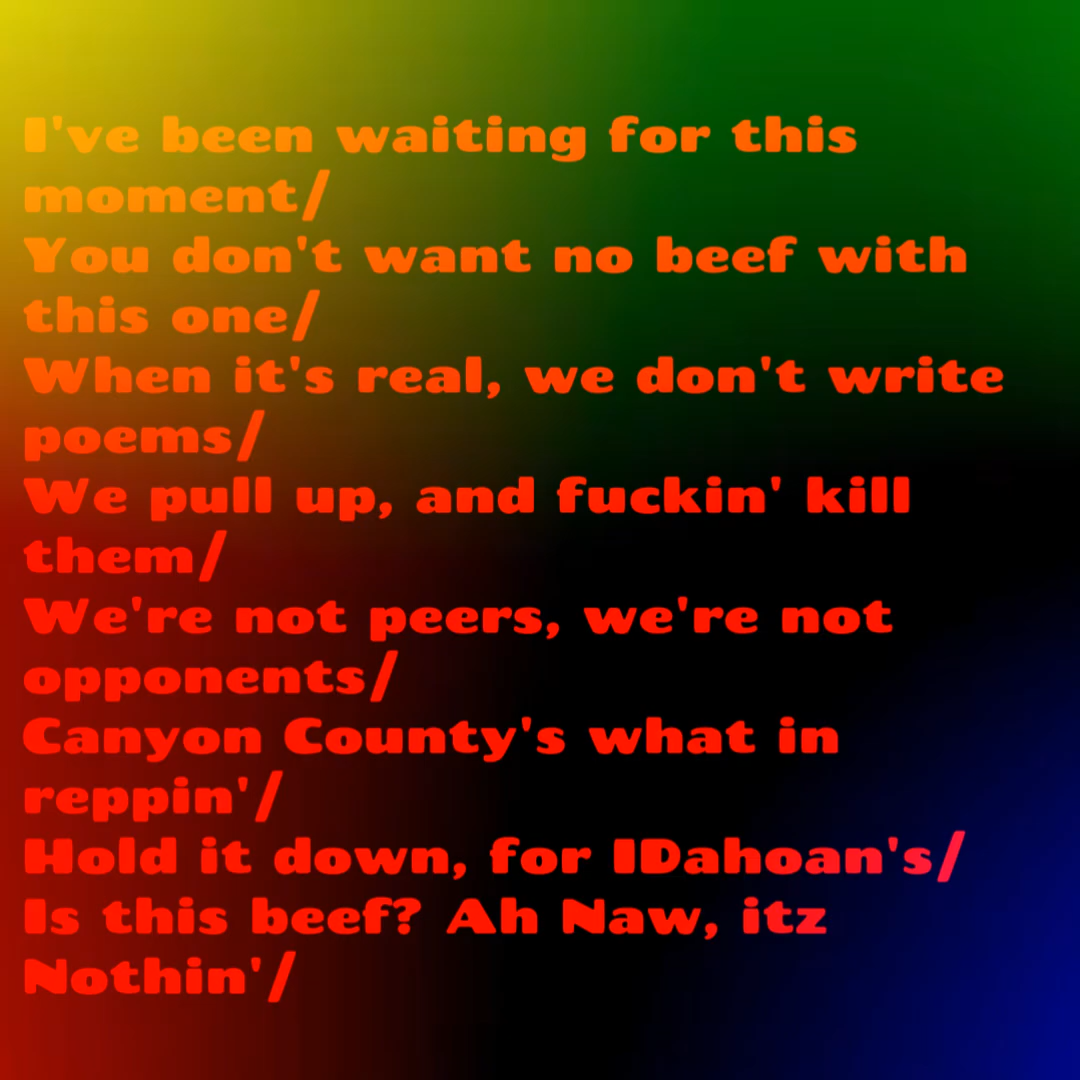 I've been waiting for this
moment/
You don't want no beef with
this one/
When it's real, we don't write
poems/
We pull up, and fuckin' kill
them/
We're not peers, we're not
opponents/
Canyon County's what in
reppin'/
Hold it down, for IDahoan's/
Is this beef? Ah Naw, itz
Nothin'/